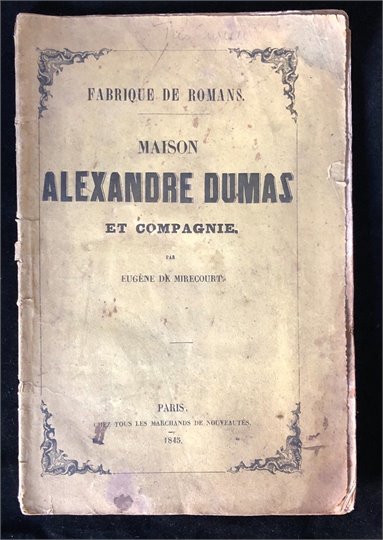 FABRIQUE DE ROMANS.
MAISON
ALEXANDRE DUMAS
ET COMPAGNIE,
PAR
EUGÈNE DE MIRECOURT.
PARIS.
CHEZ TOUS LES MARCHANDS DE NOUVEAUTÉS.
1845.